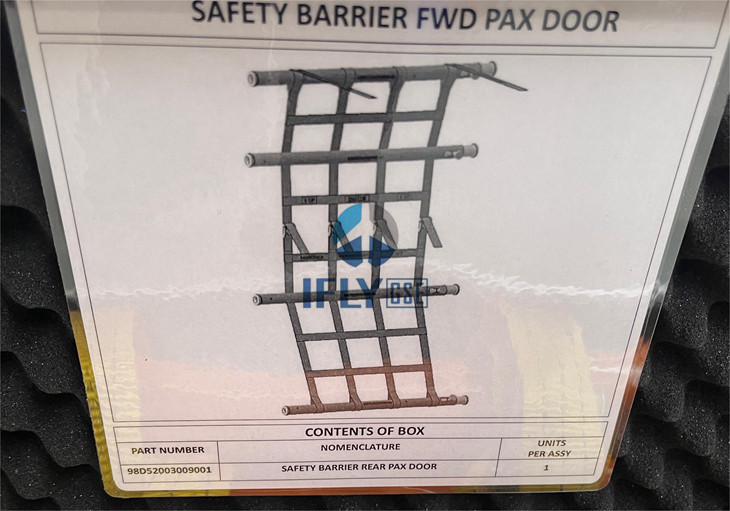 SAFETY BARRIER FWD PAX DOOR
IFLY GSE
CONTENTS OF BOX
PART NUMBER NOMENCLATURE UNITS PER ASSY
98D52003009001 SAFETY BARRIER REAR PAX DOOR 1